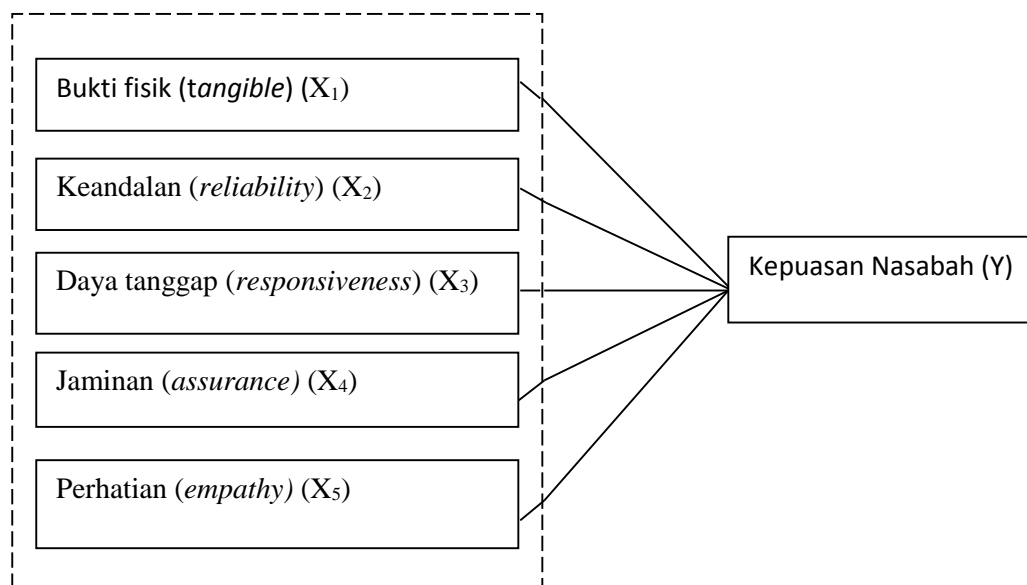 Bukti fisik (tangible) (X₁)
Keandalan (reliability) (X₂)
Daya tanggap (responsiveness) (X₃)
Jaminan (assurance) (X₄)
Perhatian (empathy) (X₅)
Kepuasan Nasabah (Y)